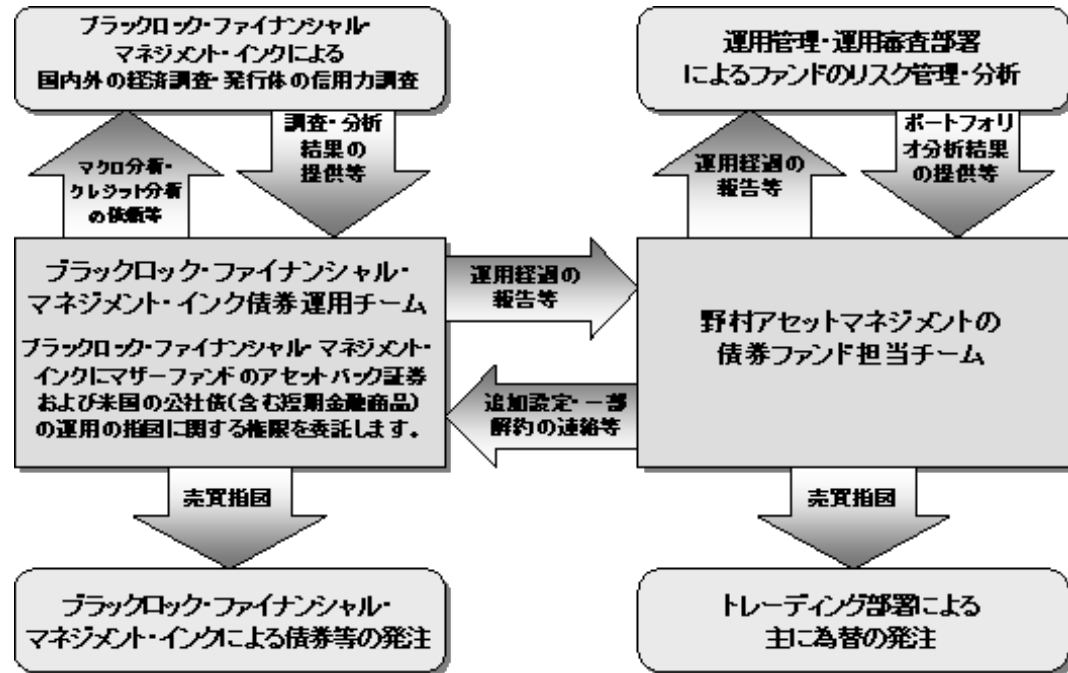 ブラックロック・ファイナンシャル・
マネジメント・インクによる
国内外の経済調査・発行体の信用力調査
運用管理・運用審査部署
によるファンドのリスク管理・分析
マクロ分析・
クレジット分析
の依頼等
調査・分析
結果の
提供等
運用経過の
報告等
ポートフォリ
オ分析結果
の提供等
ブラックロック・ファイナンシャル・
マネジメント・インク債券運用チーム
ブラックロック・ファイナンシャル・マネジメント・
インクにマザーファンドのアセットバック証券
および米国の公社債(含む短期金融商品)
の運用の指図に関する権限を委託します。
運用経過の
報告等
追加設定・一部
解約の連絡等
野村アセットマネジメントの
債券ファンド担当チーム
売買指図
売買指図
ブラックロック・ファイナンシャル・
マネジメント・インクによる債券等の発注
トレーディング部署による
主に為替の発注